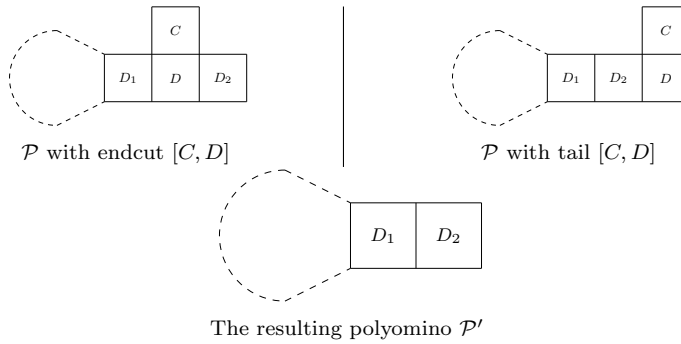 C
C
D₁ D D₂
D₁ D₂ D
𝒫 with endcut [C, D]
𝒫 with tail [C, D]
D₁ D₂
The resulting polyomino 𝒫′